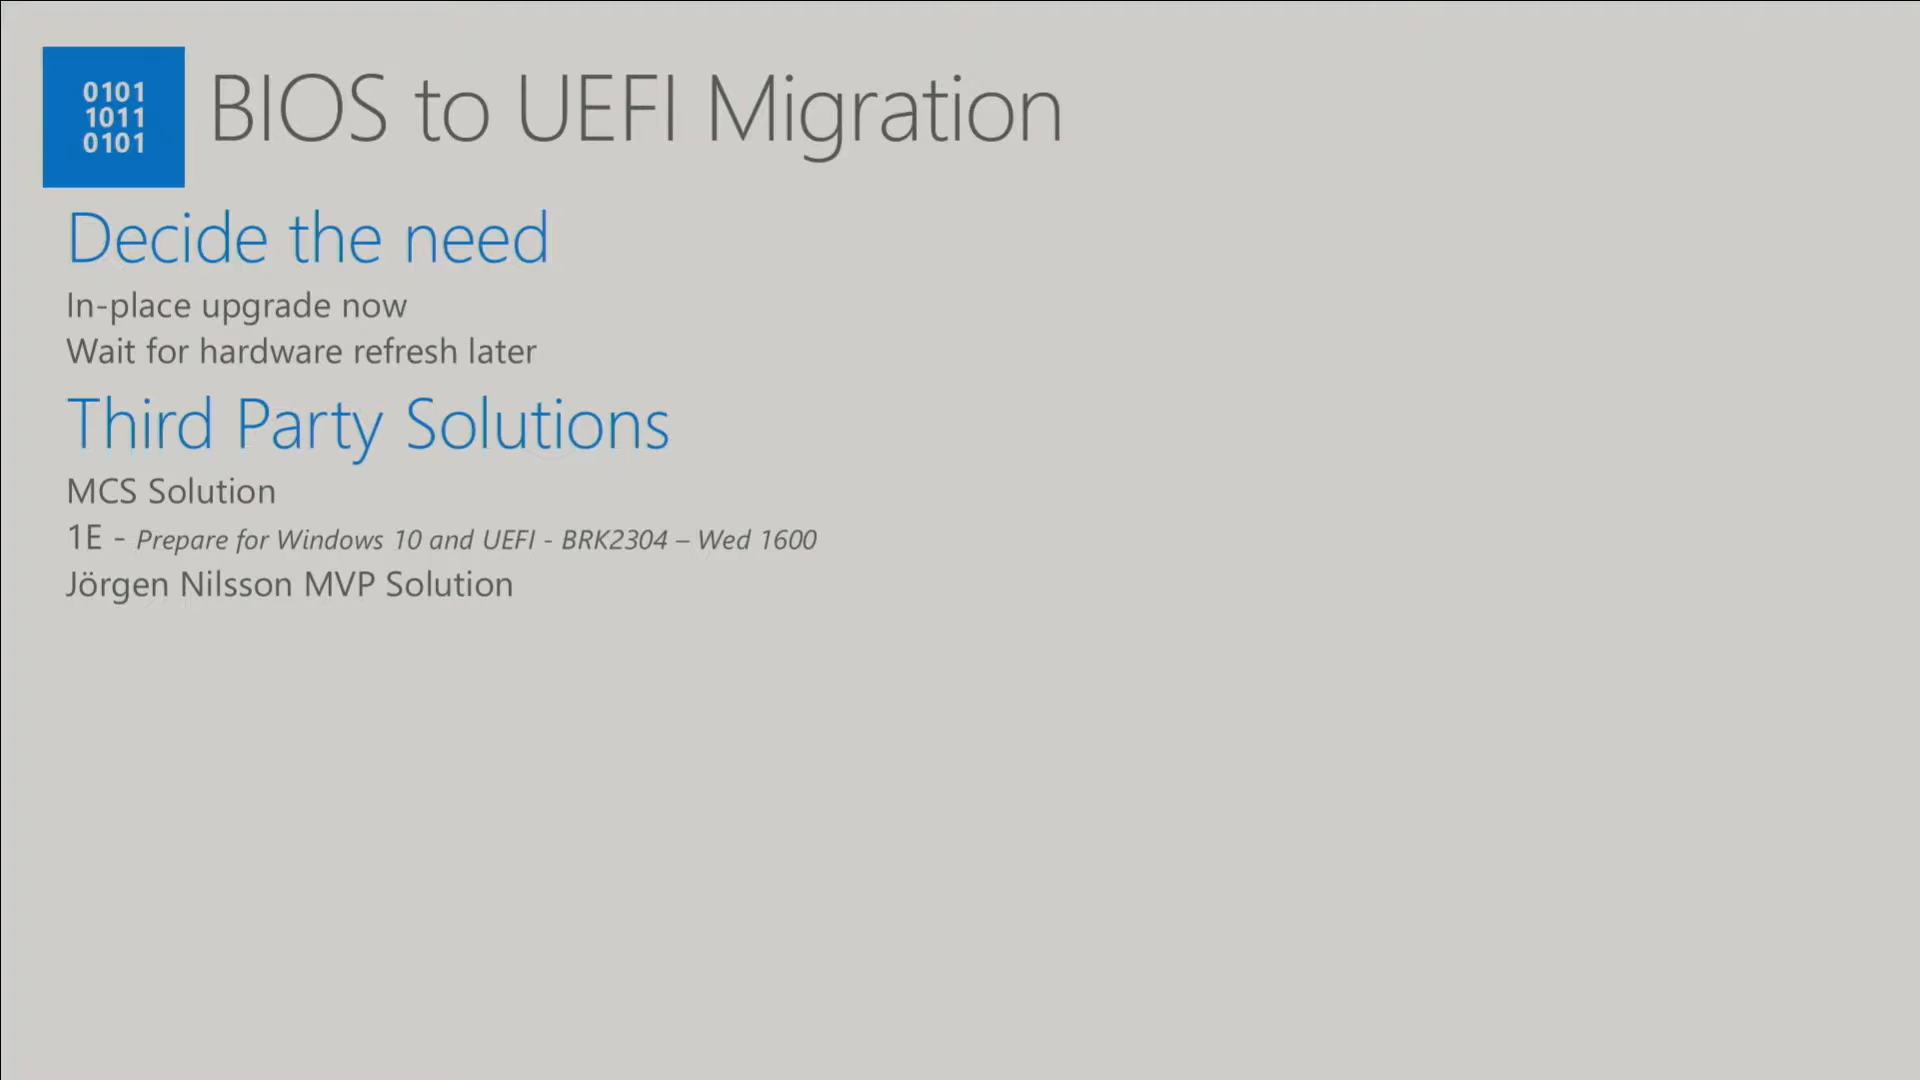 0101
1011
0101
BIOS to UEFI Migration
Decide the need
In-place upgrade now
Wait for hardware refresh later
Third Party Solutions
MCS Solution
1E - Prepare for Windows 10 and UEFI - BRK2304 – Wed 1600
Jörgen Nilsson MVP Solution